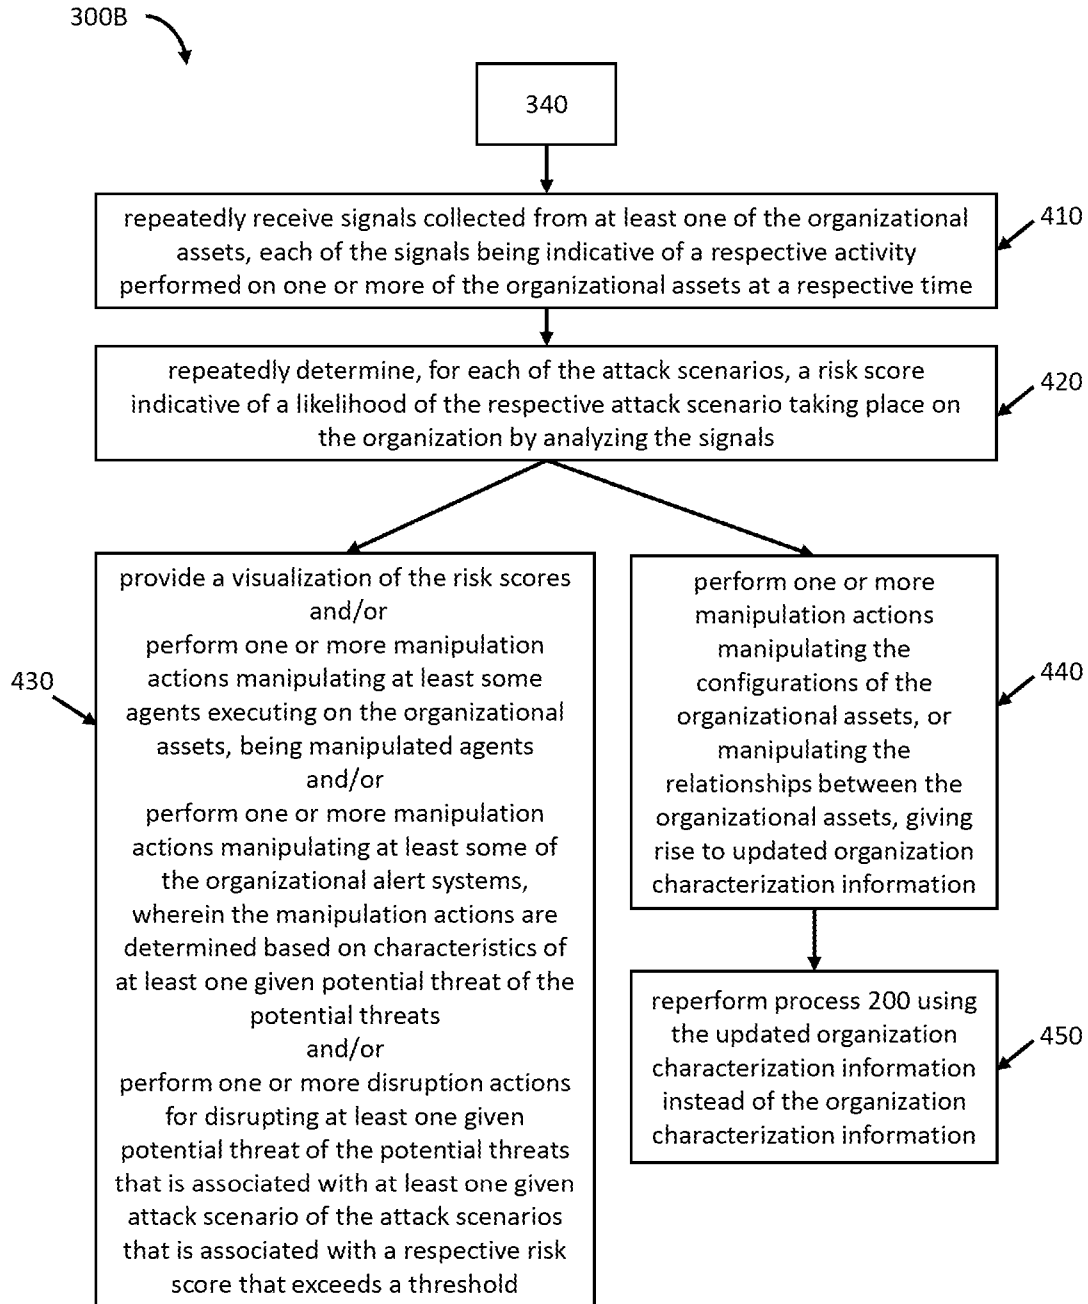 300B
340
repeatedly receive signals collected from at least one of the organizational
assets, each of the signals being indicative of a respective activity
performed on one or more of the organizational assets at a respective time
410
repeatedly determine, for each of the attack scenarios, a risk score
indicative of a likelihood of the respective attack scenario taking place on
the organization by analyzing the signals
420
provide a visualization of the risk scores
and/or
perform one or more manipulation
actions manipulating at least some
agents executing on the organizational
assets, being manipulated agents
and/or
perform one or more manipulation
actions manipulating at least some of
the organizational alert systems,
wherein the manipulation actions are
determined based on characteristics of
at least one given potential threat of the
potential threats
and/or
perform one or more disruption actions
for disrupting at least one given
potential threat of the potential threats
that is associated with at least one given
attack scenario of the attack scenarios
that is associated with a respective risk
score that exceeds a threshold
430
perform one or more
manipulation actions
manipulating the
configurations of the
organizational assets, or
manipulating the
relationships between the
organizational assets, giving
rise to updated organization
characterization information
440
reperform process 200 using
the updated organization
characterization information
instead of the organization
characterization information
450